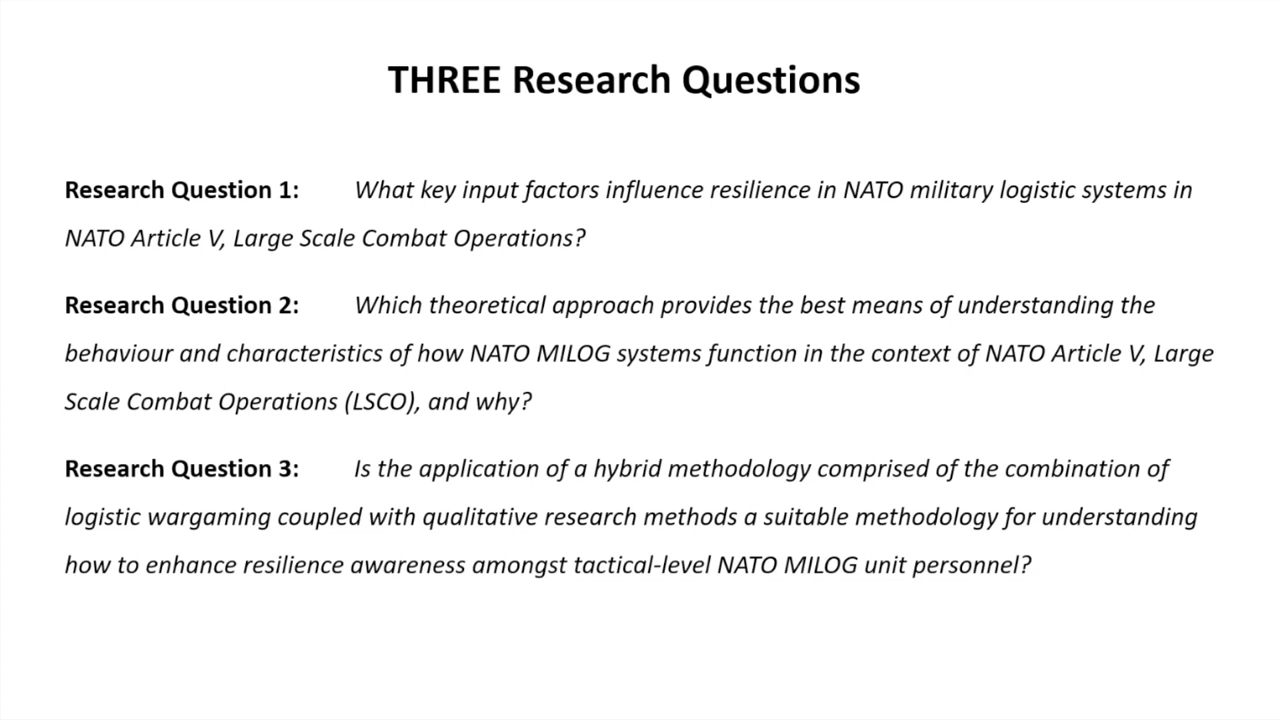 THREE Research Questions
Research Question 1: What key input factors influence resilience in NATO military logistic systems in
NATO Article V, Large Scale Combat Operations?
Research Question 2: Which theoretical approach provides the best means of understanding the
behaviour and characteristics of how NATO MILOG systems function in the context of NATO Article V, Large
Scale Combat Operations (LSCO), and why?
Research Question 3: Is the application of a hybrid methodology comprised of the combination of
logistic wargaming coupled with qualitative research methods a suitable methodology for understanding
how to enhance resilience awareness amongst tactical-level NATO MILOG unit personnel?